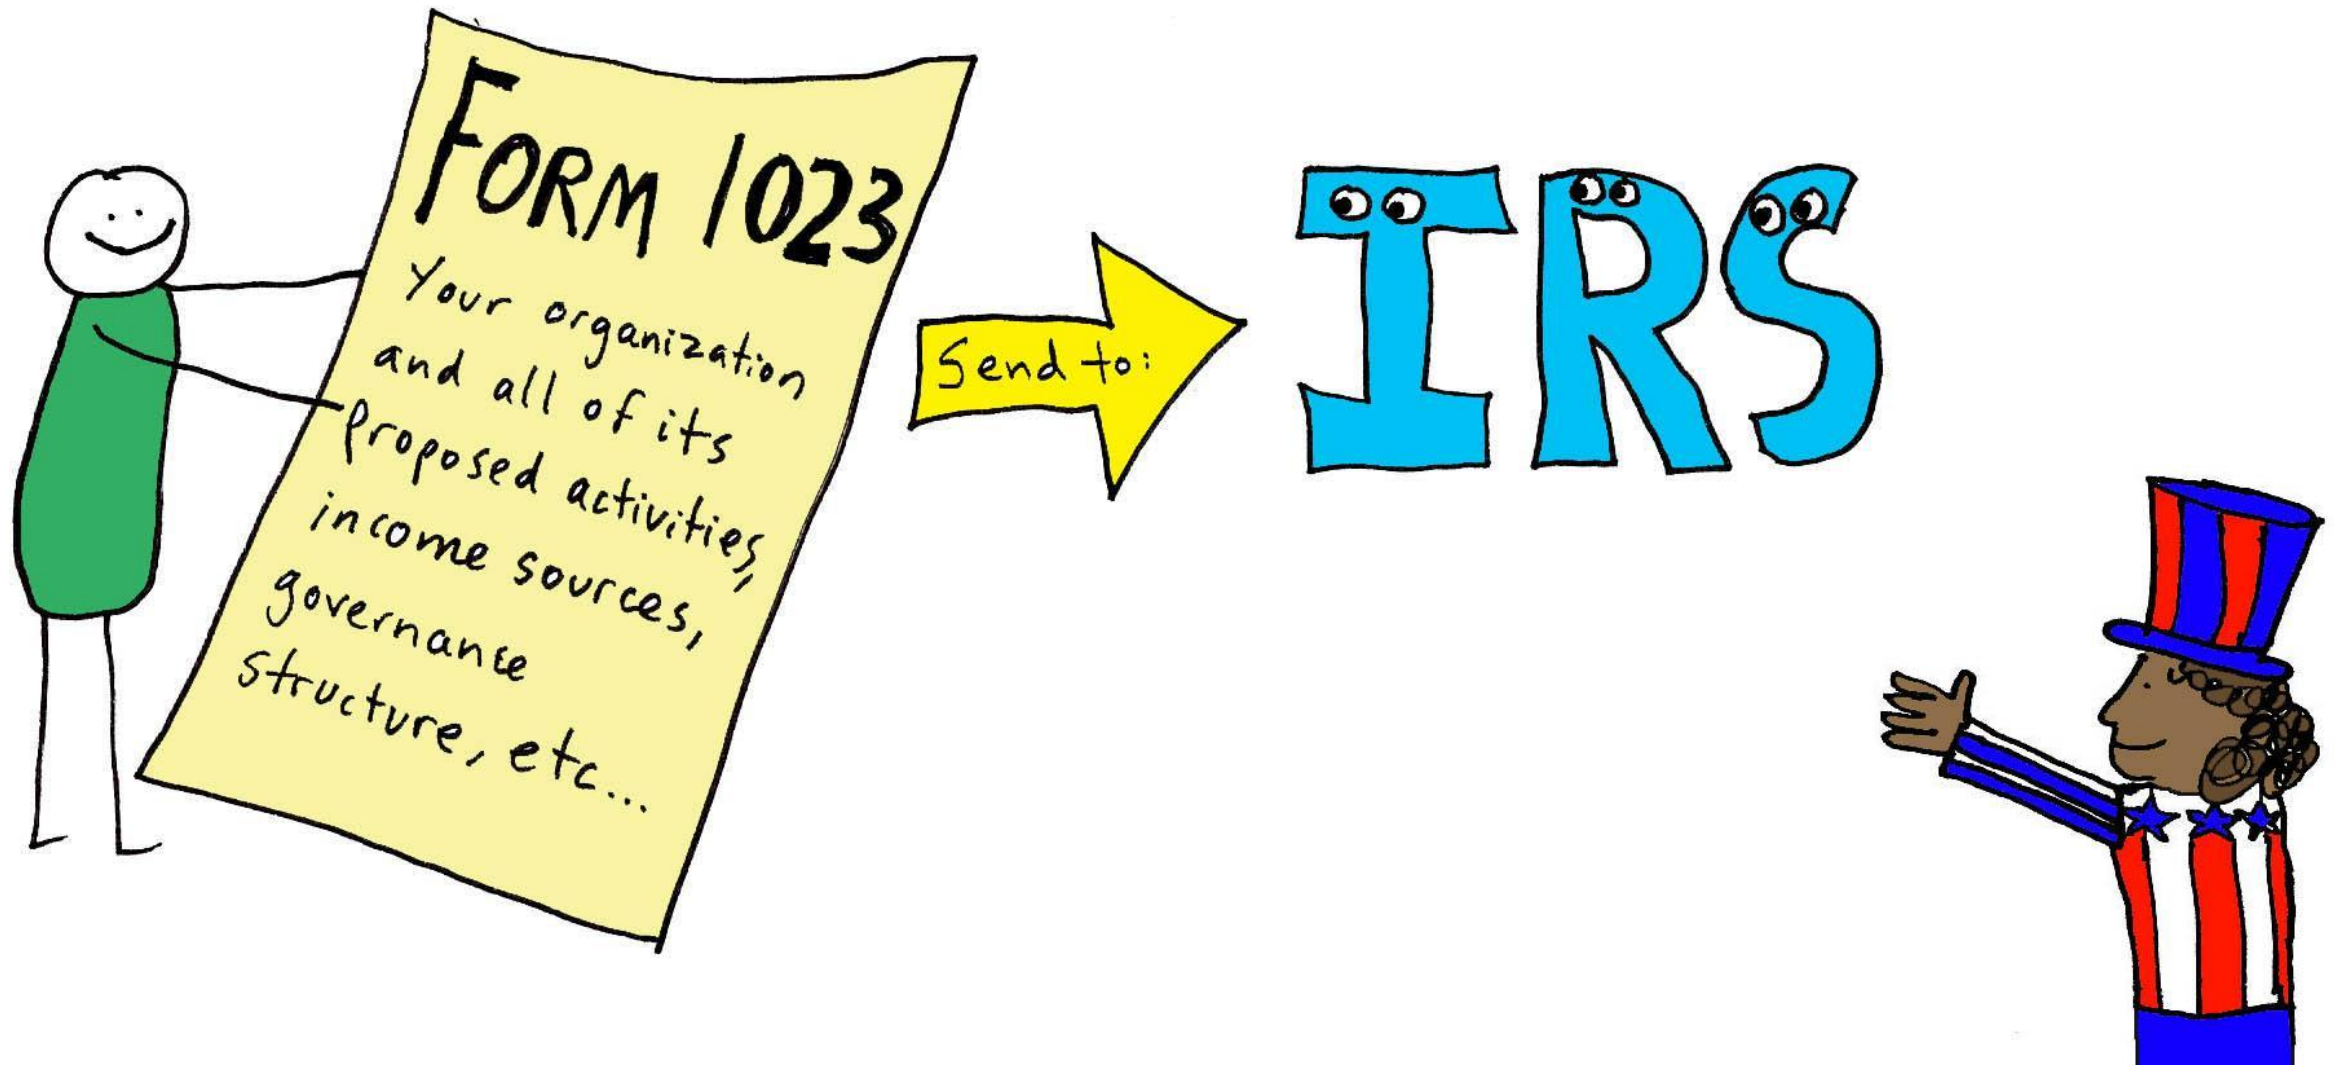 FORM 1023
Your organization
and all of its
proposed activities,
income sources,
governance
structure, etc...
Send to:
IRS